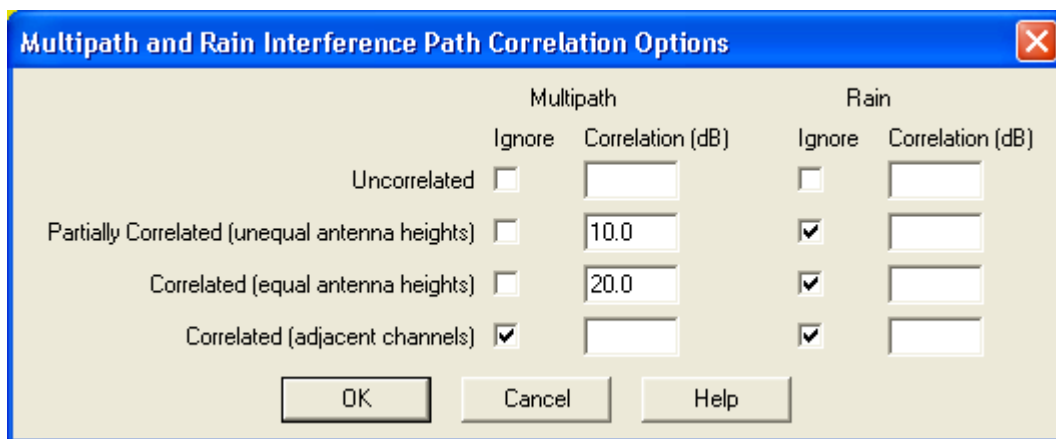 Multipath and Rain Interference Path Correlation Options
Multipath Rain
Ignore Correlation (dB) Ignore Correlation (dB)
Uncorrelated
Partially Correlated (unequal antenna heights) 10.0
Correlated (equal antenna heights) 20.0
Correlated (adjacent channels)
OK Cancel Help